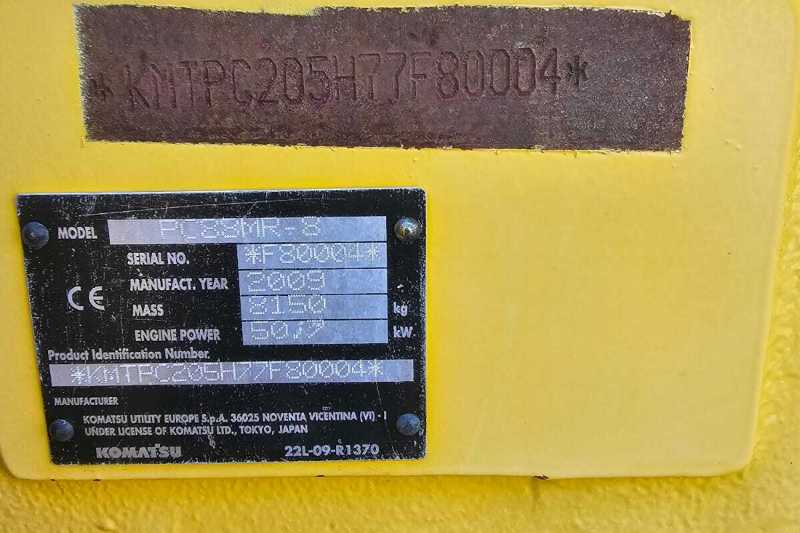 *KMTPC205H77F80004*
MODEL PC88MR-8
SERIAL NO. *F80004*
MANUFACT. YEAR 2009
MASS 8150 kg
ENGINE POWER 50.7 kW
Product Identification Number.
*KMTPC205H77F80004*
MANUFACTURER
KOMATSU UTILITY EUROPE S.p.A. 36025 NOVENTA VICENTINA (VI) - I
UNDER LICENSE OF KOMATSU LTD., TOKYO, JAPAN
KOMATSU 22L-09-R1370
CE